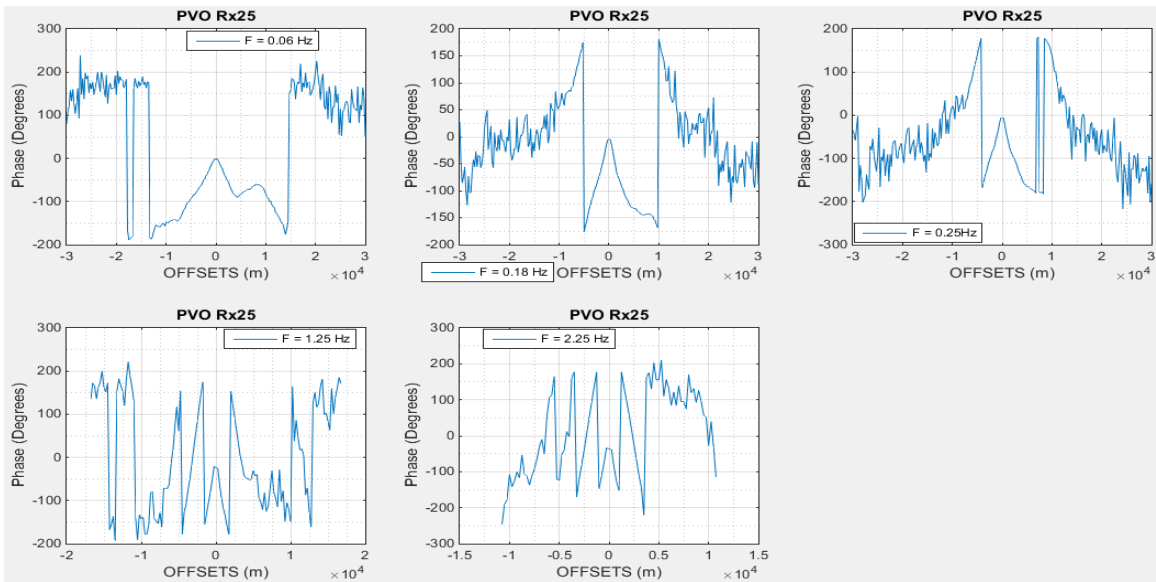 PVO Rx25
F = 0.06 Hz
Phase (Degrees)
300
200
100
0
-100
-200
-3 -2 -1 0 1 2 3
OFFSETS (m)
×10⁴
PVO Rx25
Phase (Degrees)
200
150
100
50
0
-50
-100
-150
-200
-3 -2 -1 0 1 2 3
OFFSETS (m)
×10⁴
F = 0.18 Hz
PVO Rx25
Phase (Degrees)
200
100
0
-100
-200
-300
F = 0.25Hz
-3 -2 -1 0 1 2 3
OFFSETS (m)
×10⁴
PVO Rx25
F = 1.25 Hz
Phase (Degrees)
300
200
100
0
-100
-200
-300
-2 -1 0 1 2
OFFSETS (m)
×10⁴
PVO Rx25
F = 2.25 Hz
Phase (Degrees)
300
200
100
0
-100
-200
-300
-1.5 -1 -0.5 0 0.5 1 1.5
OFFSETS (m)
×10⁴